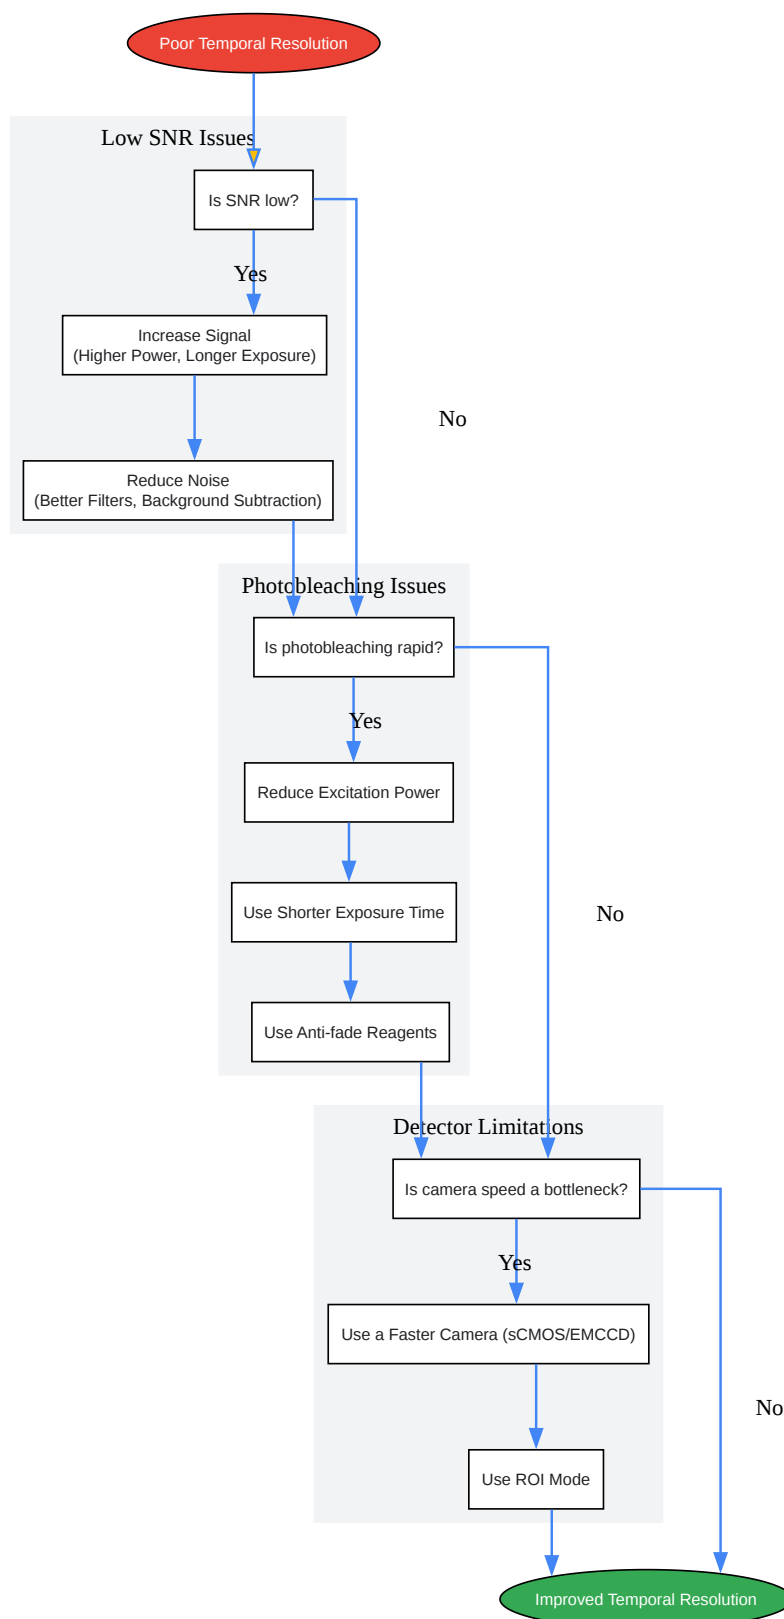 Poor Temporal Resolution
Low SNR Issues
Is SNR low?
Yes
Increase Signal
(Higher Power, Longer Exposure)
No
Reduce Noise
(Better Filters, Background Subtraction)
Photobleaching Issues
Is photobleaching rapid?
Yes
Reduce Excitation Power
Use Shorter Exposure Time
No
Use Anti-fade Reagents
Detector Limitations
Is camera speed a bottleneck?
Yes
Use a Faster Camera (sCMOS/EMCCD)
No
Use ROI Mode
Improved Temporal Resolution